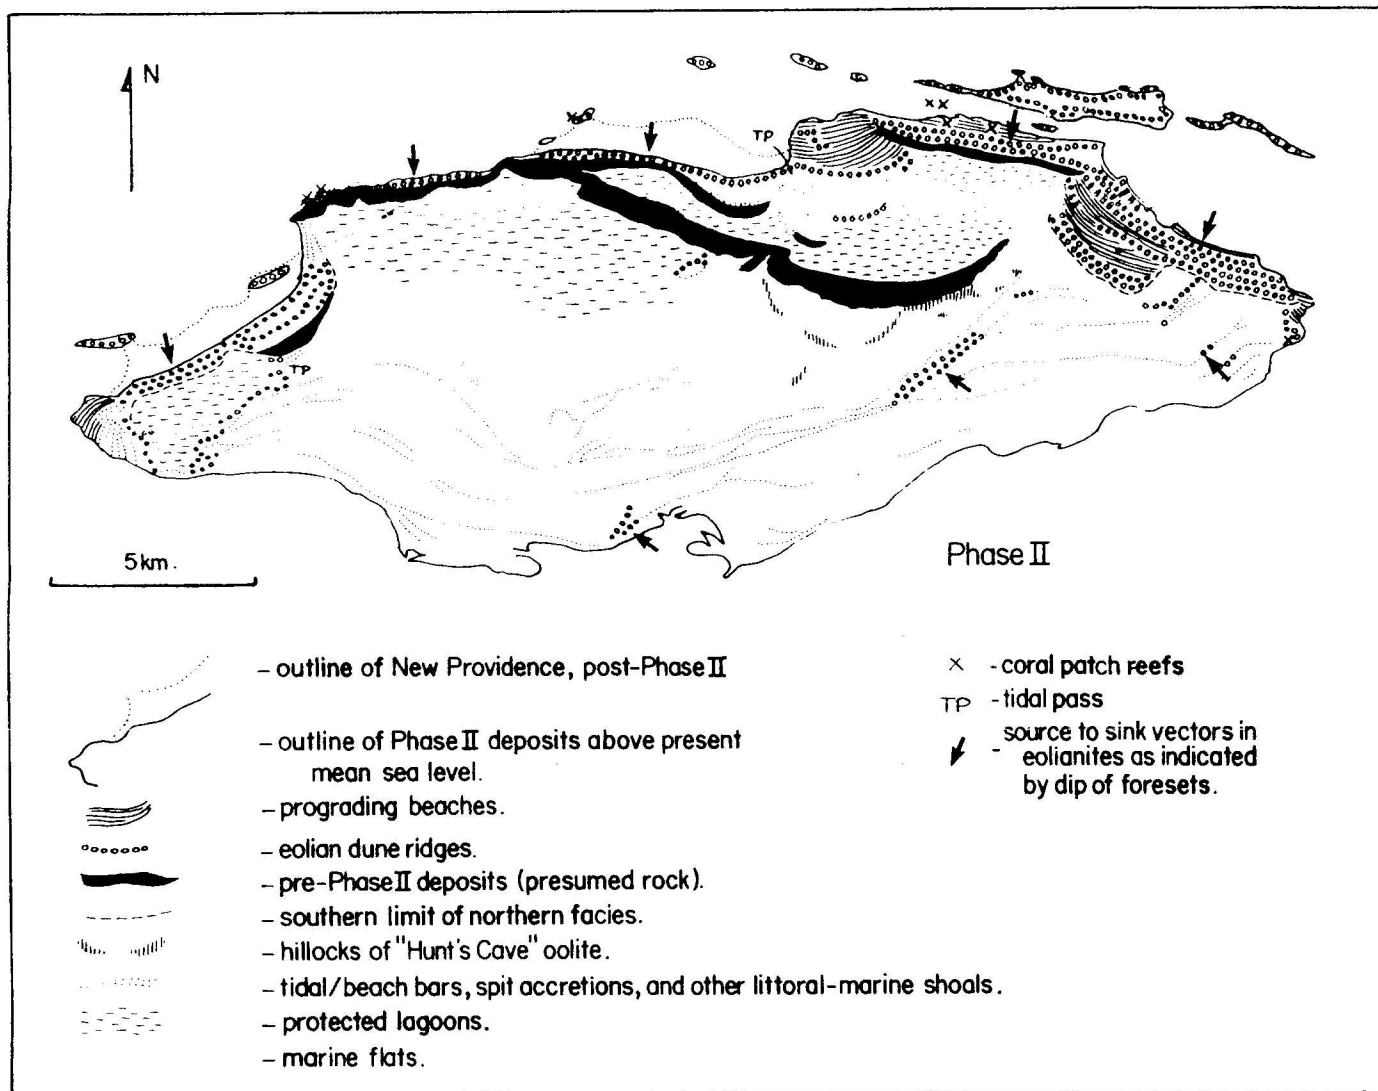 N
TP
TP
5 km.
Phase II
– outline of New Providence, post-Phase II
– outline of Phase II deposits above present
mean sea level.
– prograding beaches.
– eolian dune ridges.
– pre-Phase II deposits (presumed rock).
– southern limit of northern facies.
– hillocks of "Hunt's Cave" oolite.
– tidal/beach bars, spit accretions, and other littoral-marine shoals.
– protected lagoons.
– marine flats.
X - coral patch reefs
TP - tidal pass
- source to sink vectors in
eolianites as indicated
by dip of foresets.